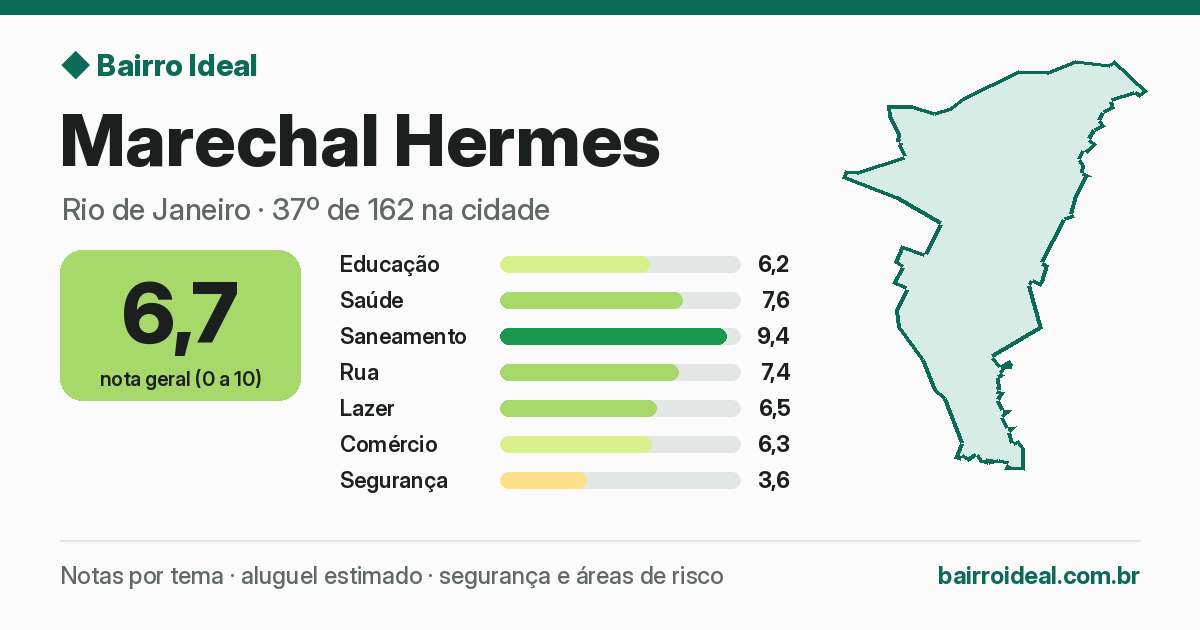 Bairro Ideal
Marechal Hermes
Rio de Janeiro · 37º de 162 na cidade
6,7
nota geral (0 a 10)
Educação 6,2
Saúde 7,6
Saneamento 9,4
Rua 7,4
Lazer 6,5
Comércio 6,3
Segurança 3,6
Notas por tema · aluguel estimado · segurança e áreas de risco
bairroideal.com.br